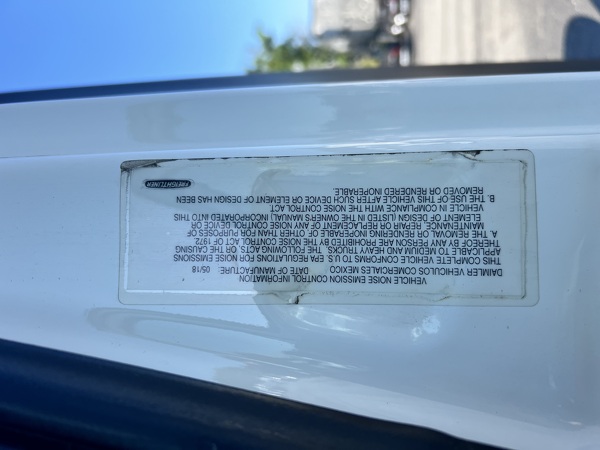 VEHICLE NOISE EMISSION CONTROL INFORMATION
DAIMLER VEHICULOS COMERCIALES MEXICO DATE OF MANUFACTURE: 05/18
THIS COMPLETE VEHICLE CONFORMS TO U.S. EPA REGULATIONS NOISE EMISSIONS
APPLICABLE TO MEDIUM AND HEAVY TRUCKS. THE FOLLOWING ACTS, OR CAUSING
THEREOF BY ANY PERSON ARE PROHIBITED BY THE NOISE CONTROL ACT OF 1972.
A. THE REMOVAL OR RENDERING INOPERABLE OF OTHER THAN FOR PURPOSES OF
MAINTENANCE, REPAIR OR REPLACEMENT OF ANY NOISE CONTROL DEVICE OR
ELEMENT OF DESIGN (LISTED IN THE OWNER'S MANUAL) INCORPORATED INTO THIS
VEHICLE IN COMPLIANCE WITH THE NOISE CONTROL ACT.
B. THE USE OF THIS VEHICLE AFTER SUCH DEVICE OR ELEMENT OF DESIGN HAS BEEN
REMOVED OR RENDERED INOPERABLE.
FREIGHTLINER